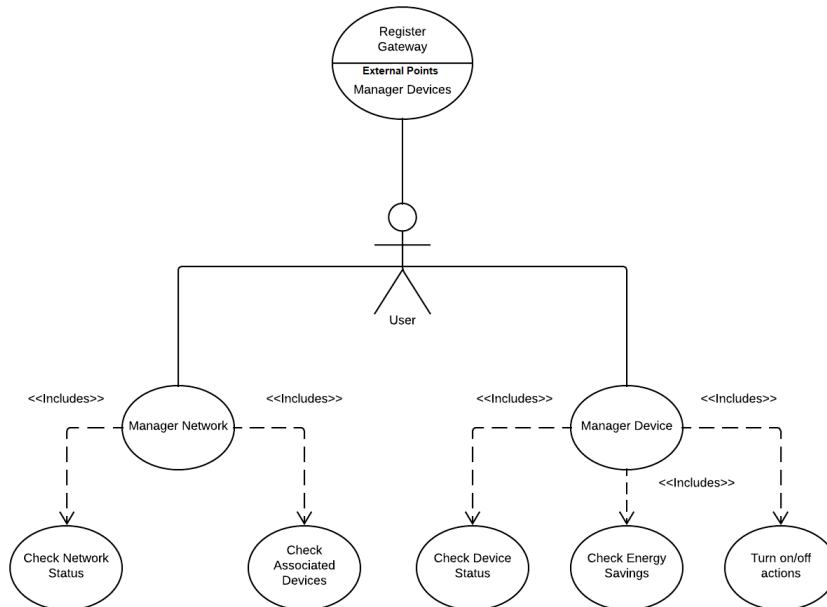 Register
Gateway
External Points
Manager Devices
User
<<Includes>>
<<Includes>>
<<Includes>>
<<Includes>>
Manager Network
Manager Device
<<Includes>>
Check Network
Status
Check
Associated
Devices
Check Device
Status
Check Energy
Savings
Turn on/off
actions